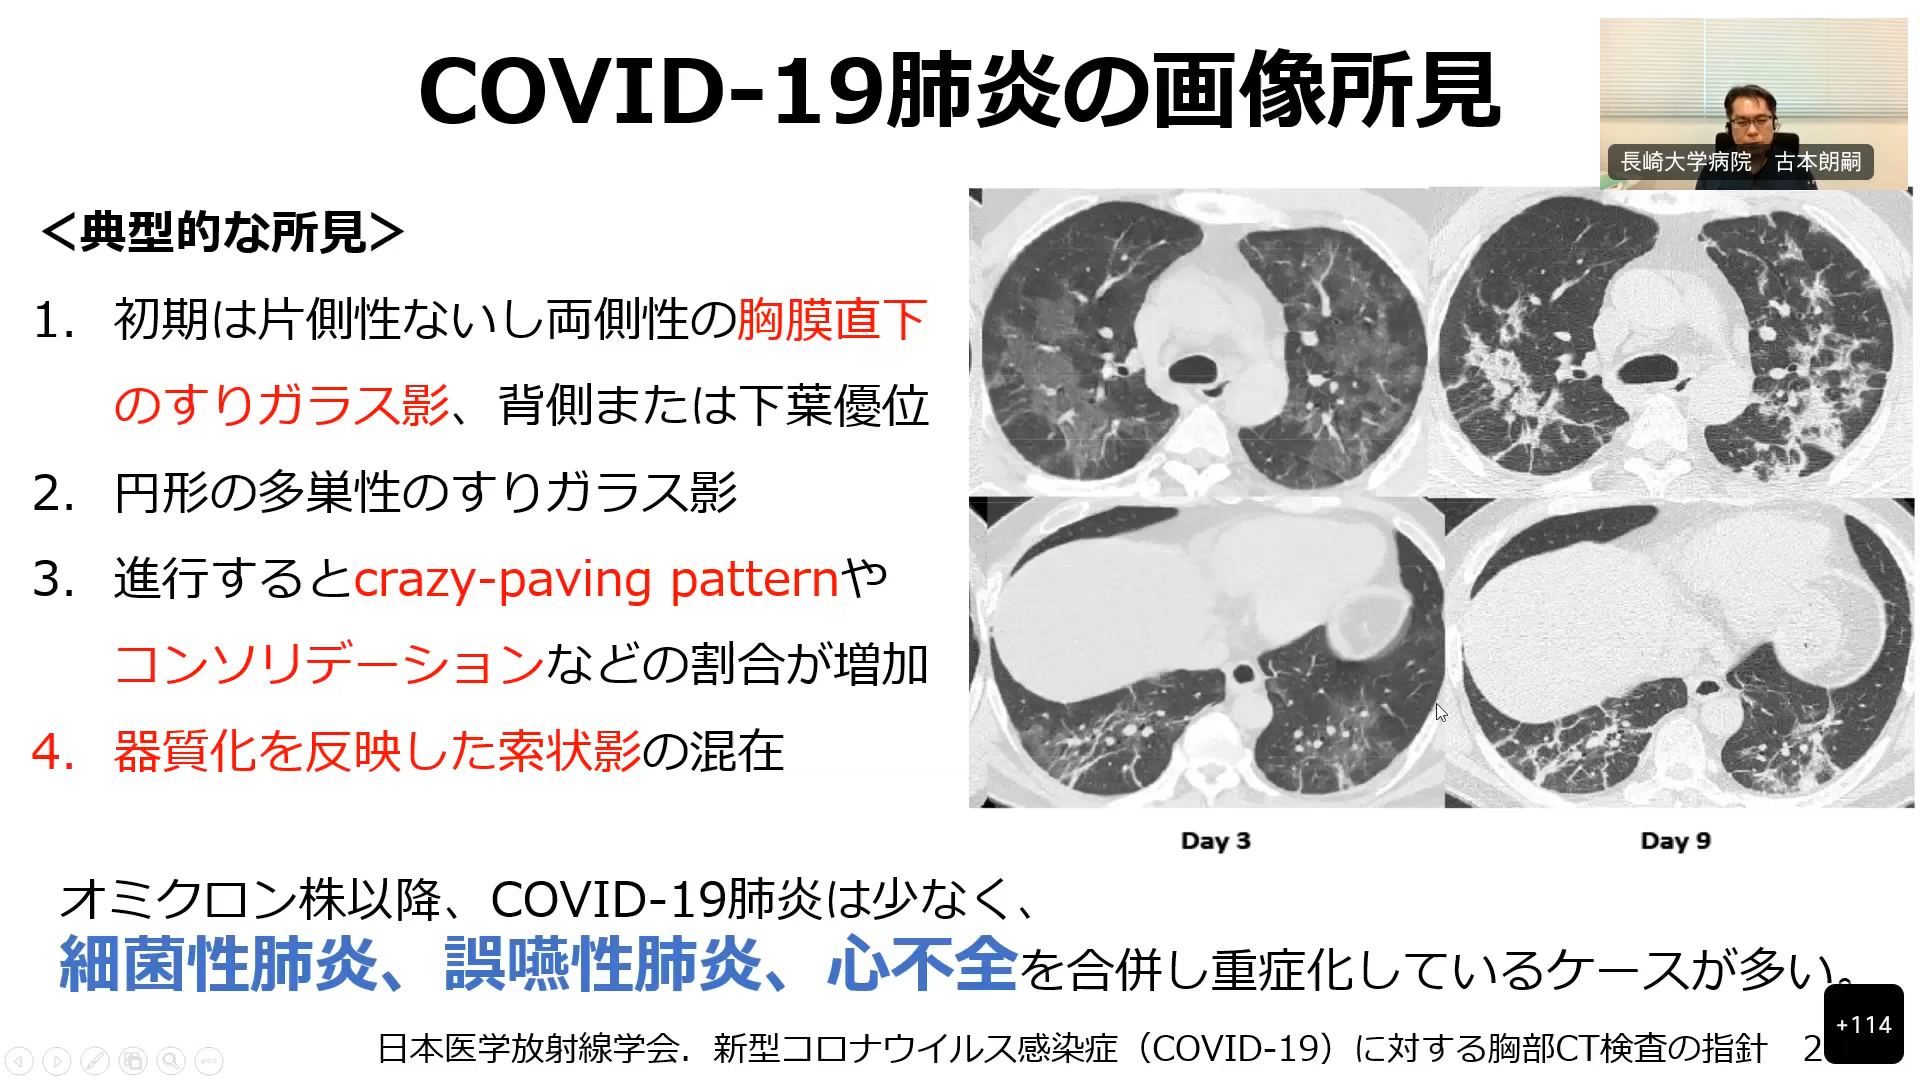 COVID-19肺炎の画像所見
長崎大学病院　古本朗嗣
＜典型的な所見＞
1. 初期は片側性ないし両側性の胸膜直下
のすりガラス影、背側または下葉優位
2. 円形の多巣性のすりガラス影
3. 進行するとcrazy-paving patternや
コンソリデーションなどの割合が増加
4. 器質化を反映した索状影の混在
Day 3
Day 9
オミクロン株以降、COVID-19肺炎は少なく、
細菌性肺炎、誤嚥性肺炎、心不全を合併し重症化しているケースが多い。
日本医学放射線学会．新型コロナウイルス感染症（COVID-19）に対する胸部CT検査の指針　2
+114